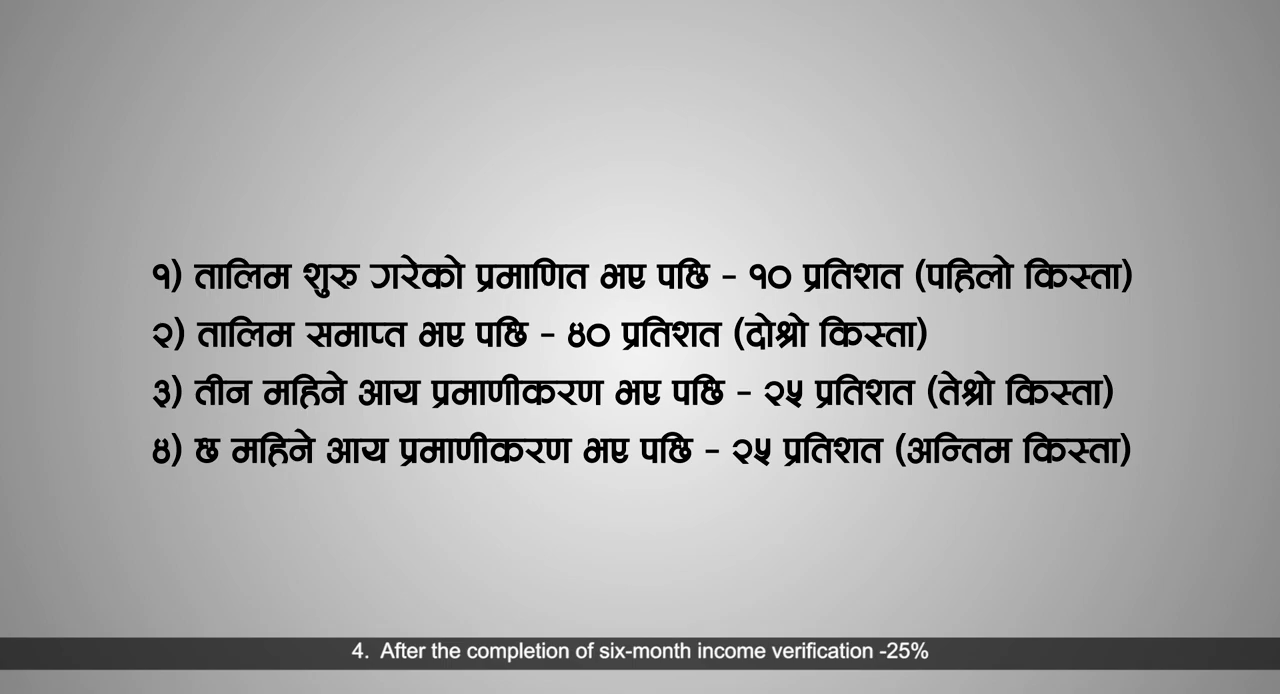 १) तालिम शुरु गरेको प्रमाणित भए पछि - १० प्रतिशत (पहिलो किस्ता)
२) तालिम समाप्त भए पछि - ४० प्रतिशत (दोश्रो किस्ता)
३) तीन महिने आय प्रमाणीकरण भए पछि - २५ प्रतिशत (तेश्रो किस्ता)
४) छ महिने आय प्रमाणीकरण भए पछि - २५ प्रतिशत (अन्तिम किस्ता)
4. After the completion of six-month income verification -25%